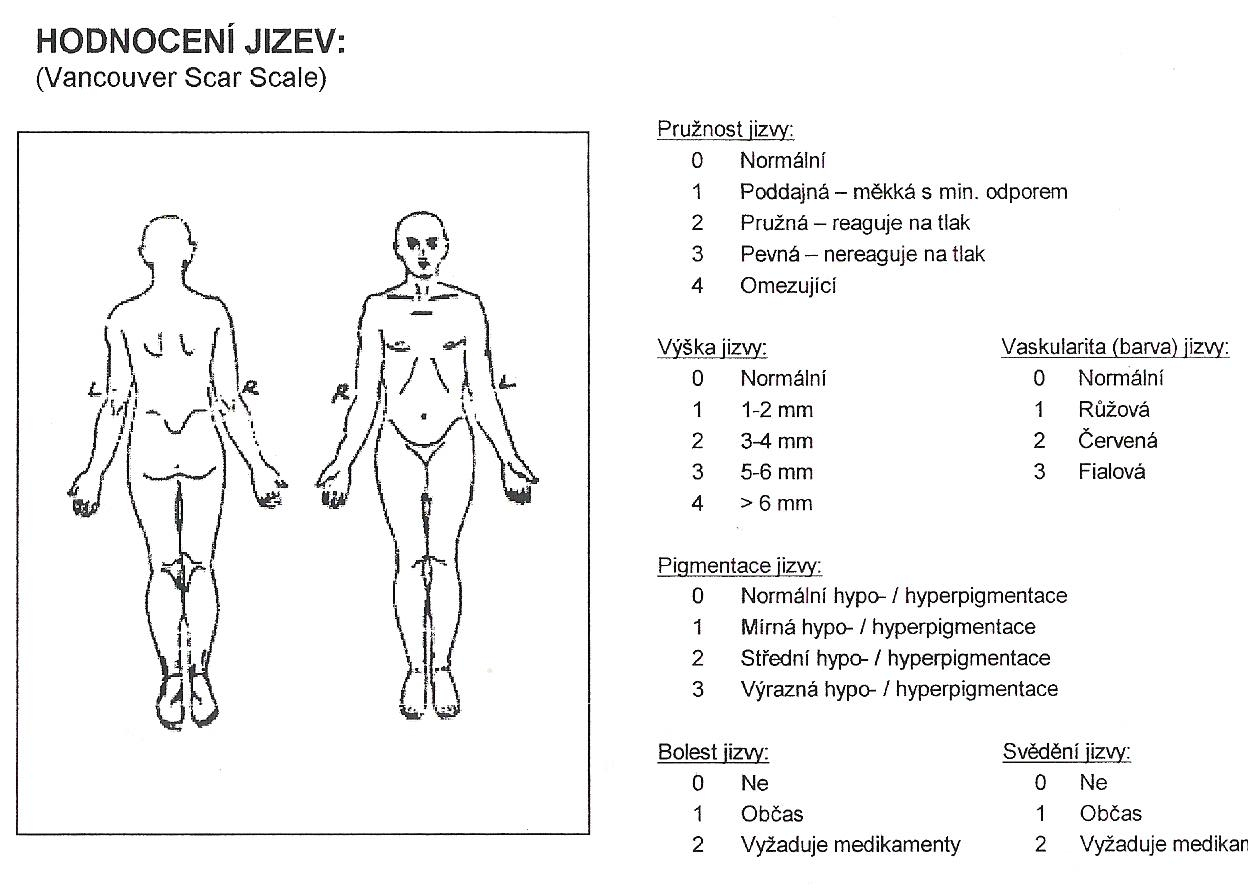 HODNOCENÍ JIZEV:
(Vancouver Scar Scale)
L
R
R
L
Pružnost jizvy:
0 Normální
1 Poddajná – měkká s min. odporem
2 Pružná – reaguje na tlak
3 Pevná – nereaguje na tlak
4 Omezující
Výška jizvy:
0 Normální
1 1-2 mm
2 3-4 mm
3 5-6 mm
4 > 6 mm
Vaskularita (barva) jizvy:
0 Normální
1 Růžová
2 Červená
3 Fialová
Pigmentace jizvy:
0 Normální hypo- / hyperpigmentace
1 Mírná hypo- / hyperpigmentace
2 Střední hypo- / hyperpigmentace
3 Výrazná hypo- / hyperpigmentace
Bolest jizvy:
0 Ne
1 Občas
2 Vyžaduje medikamenty
Svědění jizvy:
0 Ne
1 Občas
2 Vyžaduje